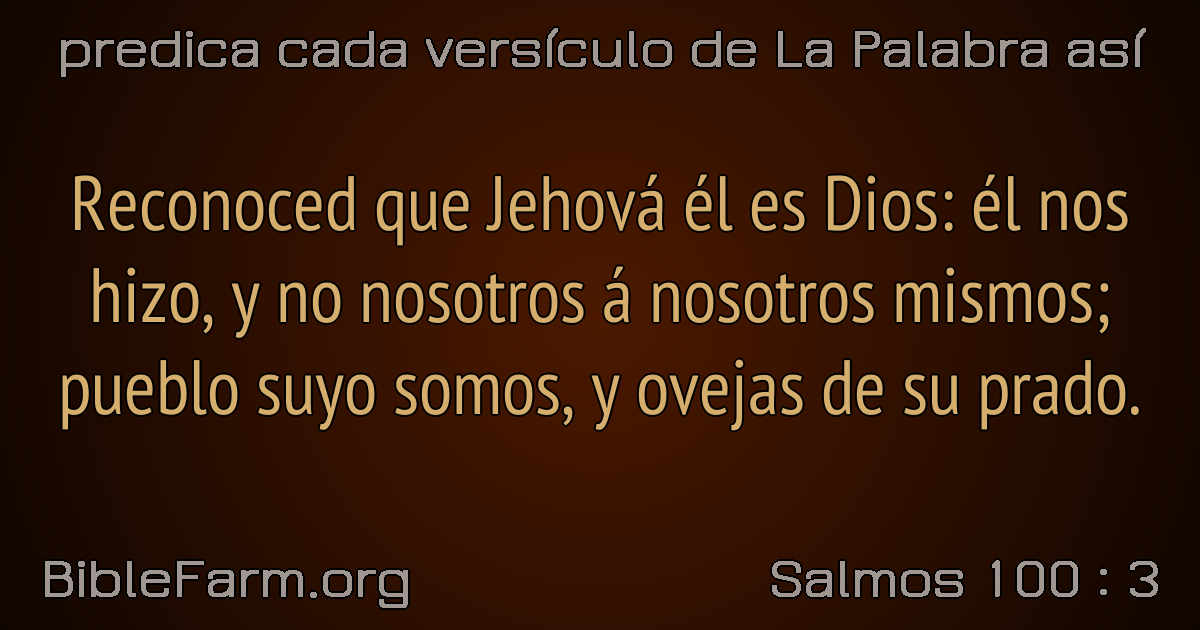 predica cada versículo de La Palabra así
Reconoced que Jehová él es Dios: él nos
hizo, y no nosotros á nosotros mismos;
pueblo suyo somos, y ovejas de su prado.
BibleFarm.org
Salmos 100 : 3